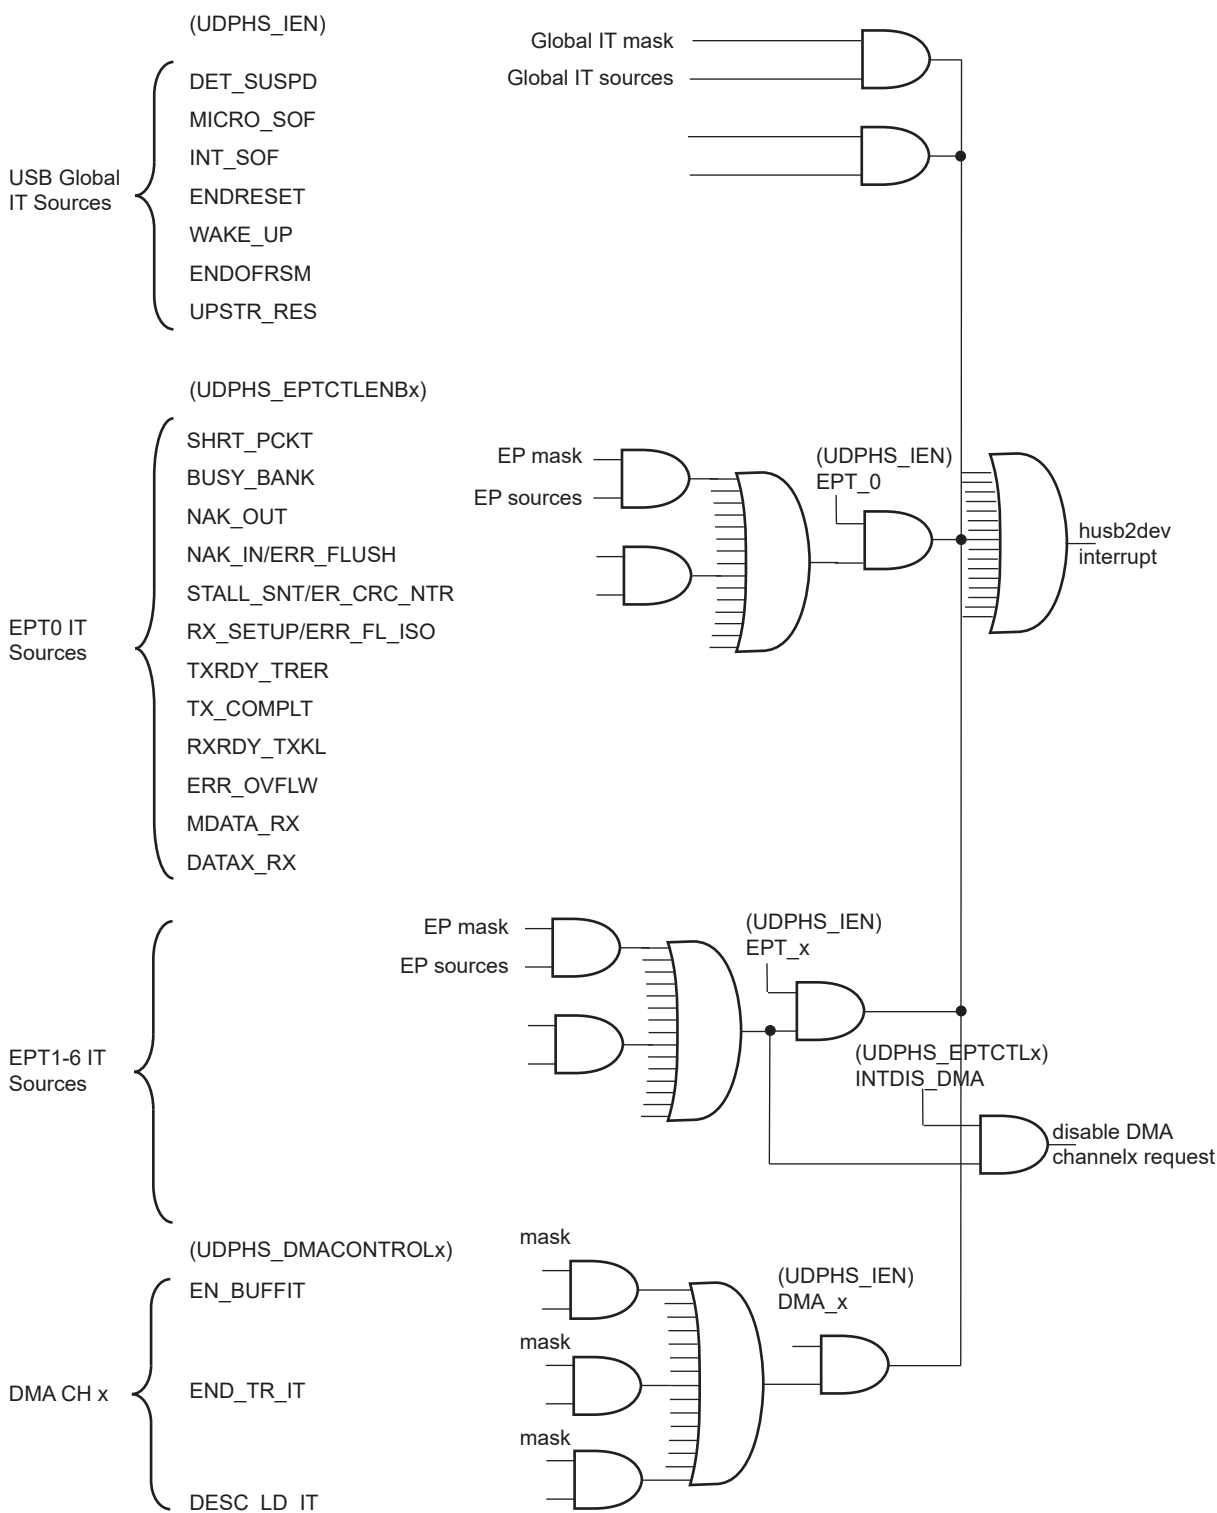 (UDPHS_IEN)
Global IT mask
Global IT sources
DET_SUSPD
MICRO_SOF
INT_SOF
ENDRESET
WAKE_UP
ENDOFRSM
UPSTR_RES
USB Global
IT Sources
(UDPHS_EPTCTLENBx)
SHRT_PCKT
BUSY_BANK
NAK_OUT
NAK_IN/ERR_FLUSH
STALL_SNT/ER_CRC_NTR
RX_SETUP/ERR_FL_ISO
TXRDY_TRER
TX_COMPLT
RXRDY_TXKL
ERR_OVFLW
MDATA_RX
DATAX_RX
EPT0 IT
Sources
EP mask
EP sources
(UDPHS_IEN)
EPT_0
husb2dev
interrupt
EP mask
EP sources
(UDPHS_IEN)
EPT_x
EPT1-6 IT
Sources
(UDPHS_EPTCTLx)
INTDIS_DMA
disable DMA
channelx request
(UDPHS_DMACONTROLx)
EN_BUFFIT
END_TR_IT
DESC_LD_IT
DMA CH x
mask
mask
mask
(UDPHS_IEN)
DMA_x